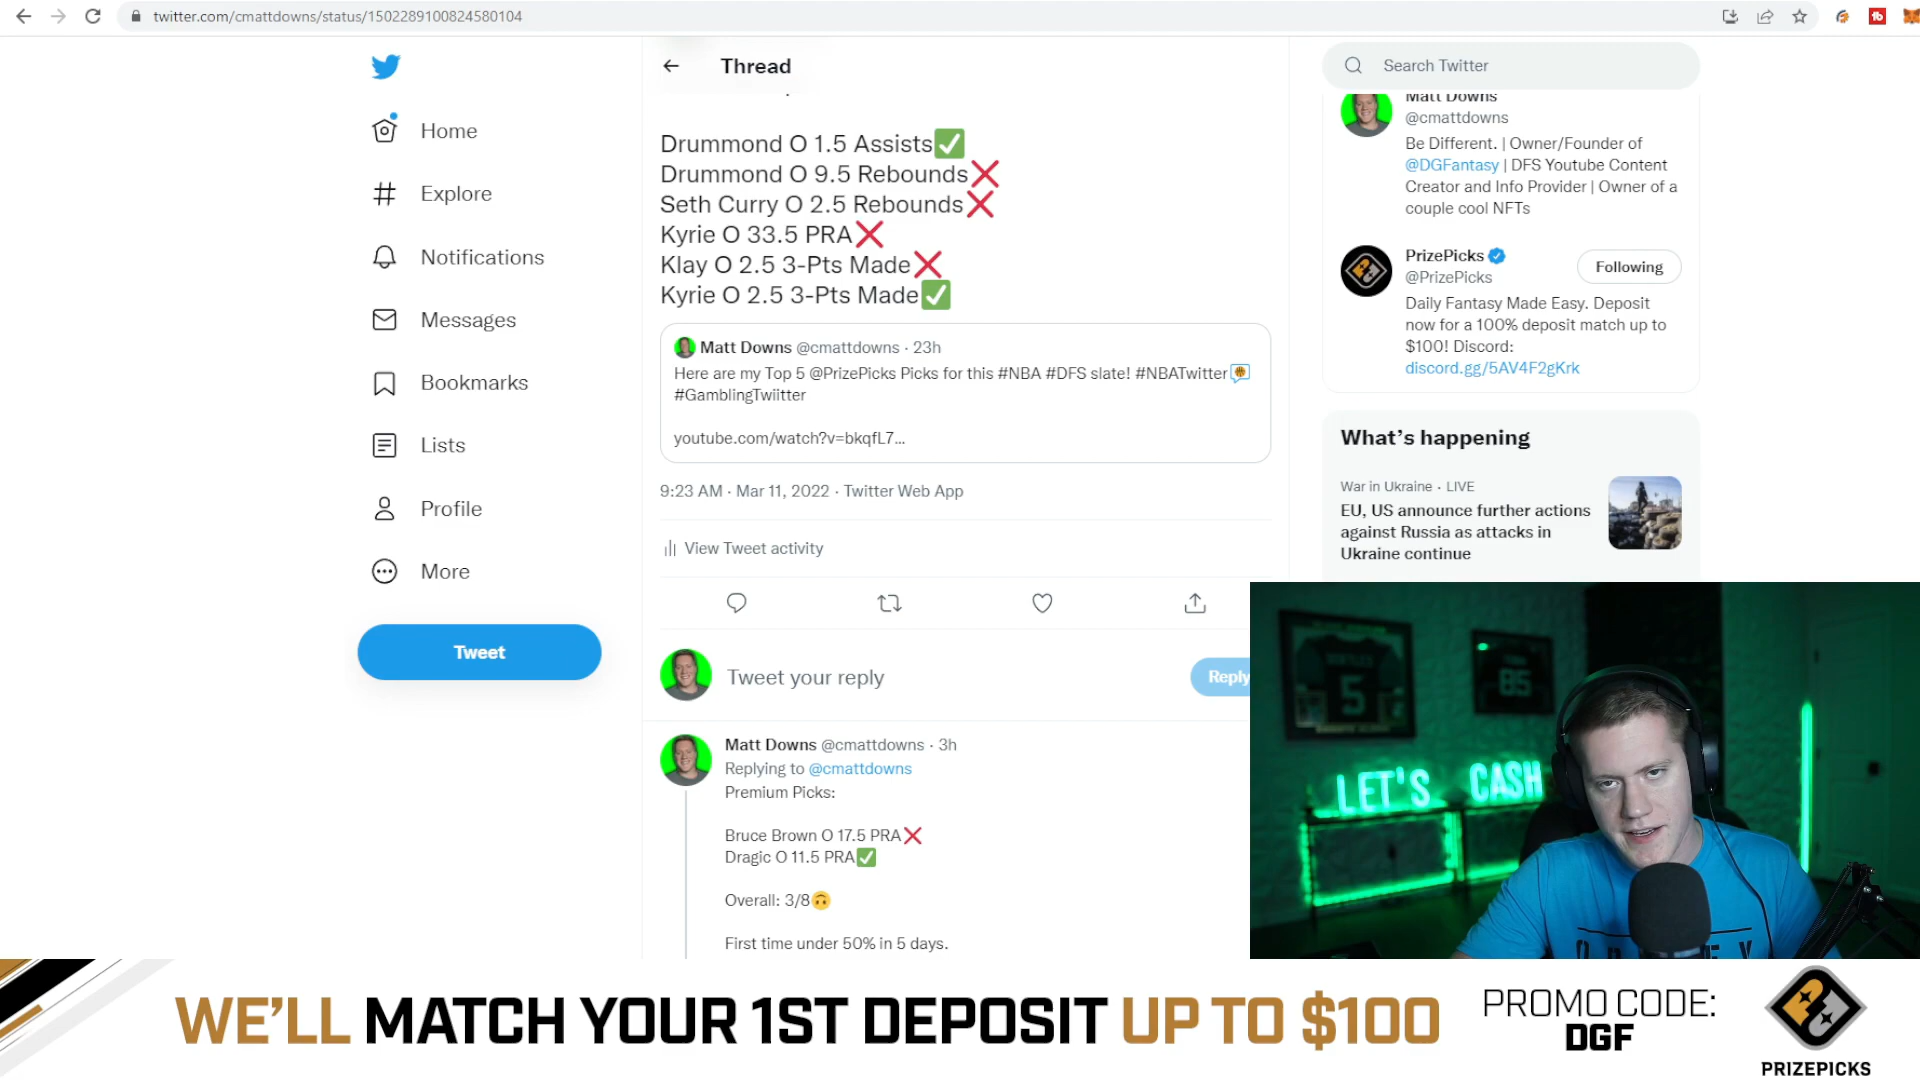 twitter.com/cmattdowns/status/1502289100824580104
Thread
Search Twitter
Home
Explore
Notifications
Messages
Bookmarks
Lists
Profile
More
Tweet
Drummond O 1.5 Assists✅
Drummond O 9.5 Rebounds❌
Seth Curry O 2.5 Rebounds❌
Kyrie O 33.5 PRA❌
Klay O 2.5 3-Pts Made❌
Kyrie O 2.5 3-Pts Made✅
Matt Downs @cmattdowns · 23h
Here are my Top 5 @PrizePicks Picks for this #NBA #DFS slate! #NBATwitter
#GamblingTwiitter
youtube.com/watch?v=bkqfL7...
9:23 AM · Mar 11, 2022 · Twitter Web App
View Tweet activity
Tweet your reply
Reply
Matt Downs @cmattdowns · 3h
Replying to @cmattdowns
Premium Picks:
Bruce Brown O 17.5 PRA❌
Dragic O 11.5 PRA✅
Overall: 3/8🙃
First time under 50% in 5 days.
Matt Downs
@cmattdowns
Be Different. | Owner/Founder of
@DGFantasy | DFS Youtube Content
Creator and Info Provider | Owner of a
couple cool NFTs
PrizePicks
@PrizePicks
Following
Daily Fantasy Made Easy. Deposit
now for a 100% deposit match up to
$100! Discord:
discord.gg/5AV4F2gKrk
What's happening
War in Ukraine · LIVE
EU, US announce further actions
against Russia as attacks in
Ukraine continue
5
85
LET'S CASH
WE'LL MATCH YOUR 1ST DEPOSIT UP TO $100
PROMO CODE:
DGF
PRIZEPICKS